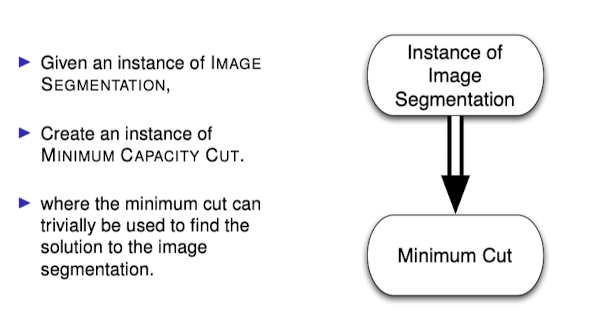 Given an instance of IMAGE
SEGMENTATION,
Create an instance of
MINIMUM CAPACITY CUT.
where the minimum cut can
trivially be used to find the
solution to the image
segmentation.
Instance of
Image
Segmentation
Minimum Cut